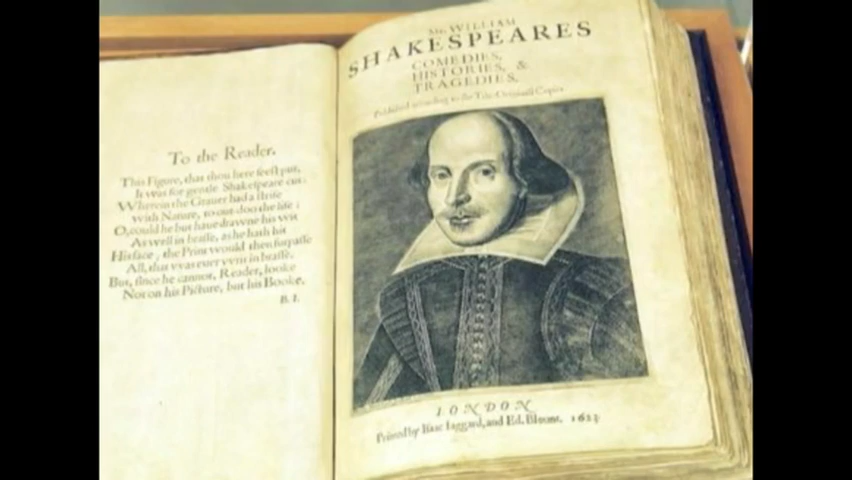 To the Reader.
This Figure, that thou here seest put,
It was for gentle Shakespeare cut;
Wherein the Grauer had a strife
with Nature, to out-doo the life:
O, could he but haue drawne his wit
As well in brasse, as he hath hit
His face; the Print would then surpasse
All, that vvas euer vvrit in brasse.
But, since he cannot, Reader, looke
Not on his Picture, but his Booke.
B. I.
Mr. WILLIAM
SHAKESPEARES
COMEDIES,
HISTORIES, &
TRAGEDIES.
Published according to the True Originall Copies
LONDON
Printed by Isaac Iaggard, and Ed. Blount. 1623